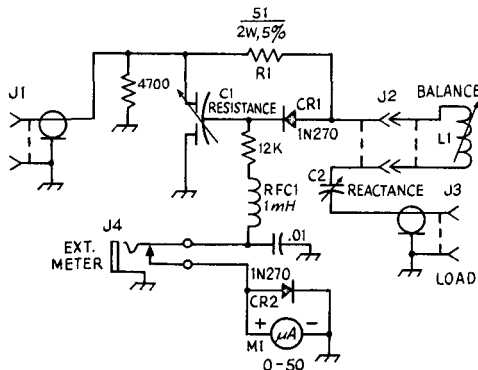 51
2W, 5%
R1
J1
4700
C1
RESISTANCE
CR1
1N270
J2
BALANCE
L1
12K
C2
REACTANCE
J3
RFC1
1mH
J4
.01
EXT.
METER
1N270
CR2
LOAD
+
-
M1
µA
0-50